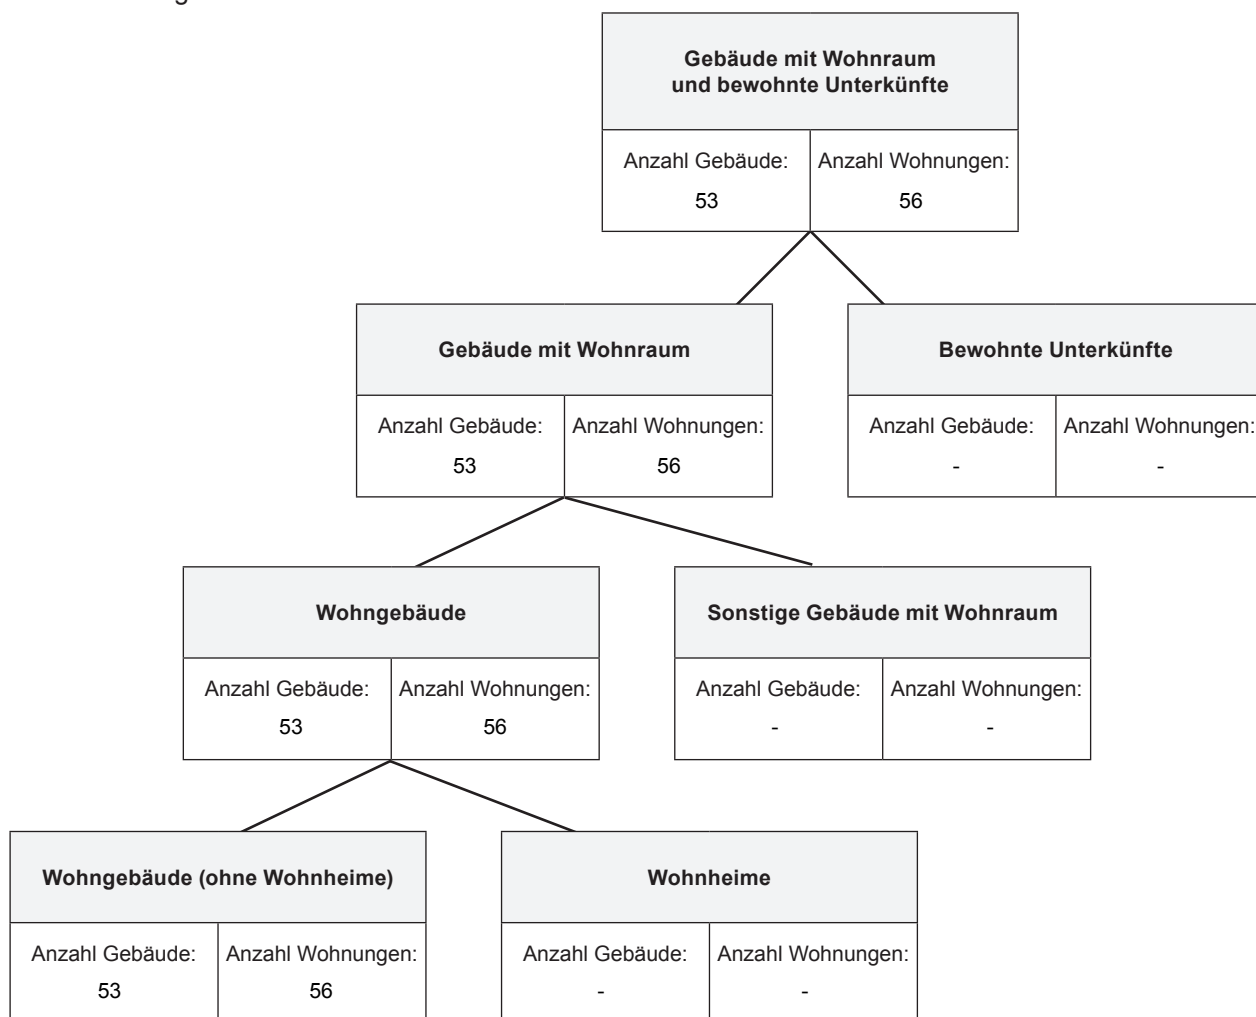 Gebäude mit Wohnraum
und bewohnte Unterkünfte
Anzahl Gebäude: Anzahl Wohnungen:
53 56
Gebäude mit Wohnraum
Bewohnte Unterkünfte
Anzahl Gebäude: Anzahl Wohnungen:
53 56
Anzahl Gebäude: Anzahl Wohnungen:
- -
Wohngebäude
Sonstige Gebäude mit Wohnraum
Anzahl Gebäude: Anzahl Wohnungen:
53 56
Anzahl Gebäude: Anzahl Wohnungen:
- -
Wohngebäude (ohne Wohnheime)
Wohnheime
Anzahl Gebäude: Anzahl Wohnungen:
53 56
Anzahl Gebäude: Anzahl Wohnungen:
- -